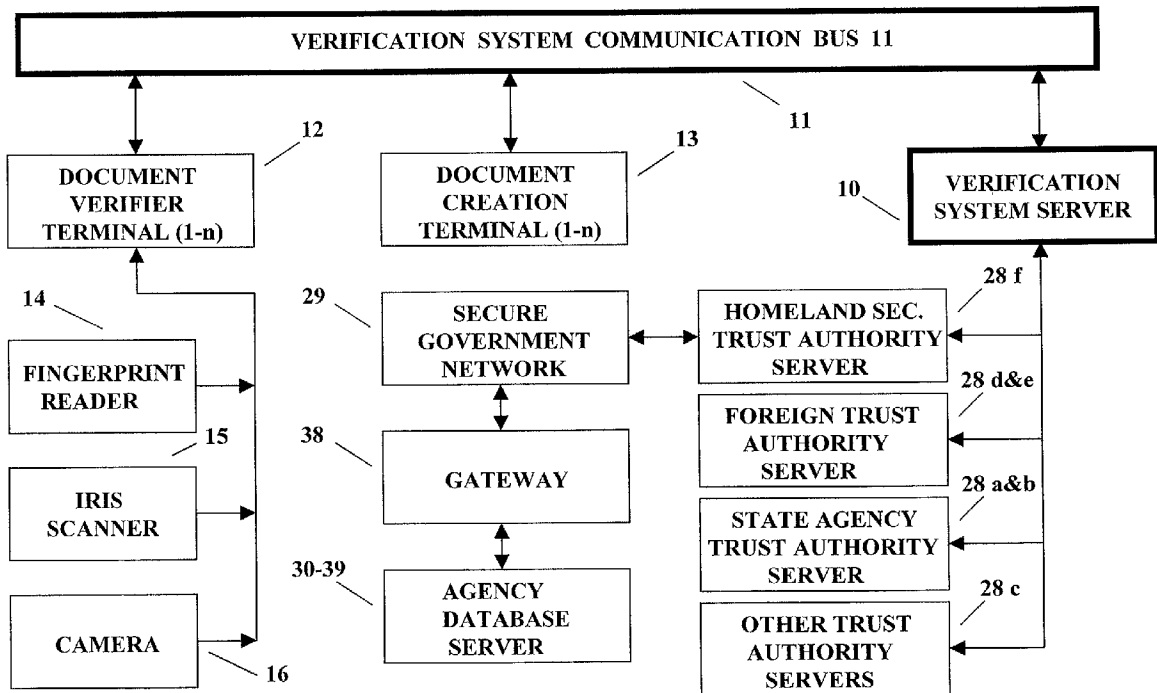 VERIFICATION SYSTEM COMMUNICATION BUS 11
11
12
DOCUMENT
VERIFIER
TERMINAL (1-n)
13
DOCUMENT
CREATION
TERMINAL (1-n)
10
VERIFICATION
SYSTEM SERVER
14
FINGERPRINT
READER
15
IRIS
SCANNER
CAMERA
16
29
SECURE
GOVERNMENT
NETWORK
38
GATEWAY
30-39
AGENCY
DATABASE
SERVER
28 f
HOMELAND SEC.
TRUST AUTHORITY
SERVER
28 d&e
FOREIGN TRUST
AUTHORITY
SERVER
28 a&b
STATE AGENCY
TRUST AUTHORITY
SERVER
28 c
OTHER TRUST
AUTHORITY
SERVERS